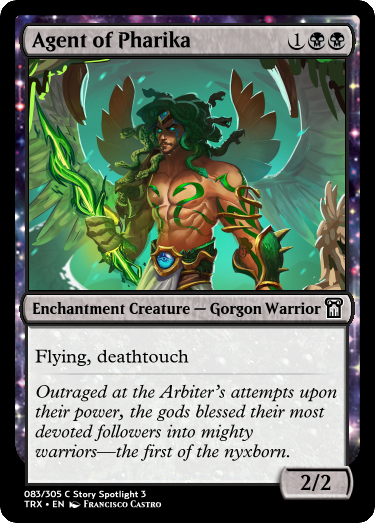 Agent of Pharika 1
Enchantment Creature — Gorgon Warrior
Flying, deathtouch
Outraged at the Arbiter's attempts upon
their power, the gods blessed their most
devoted followers into mighty
warriors—the first of the nyxborn.
2/2
083/305 C Story Spotlight 3
TRX • EN Francisco Castro